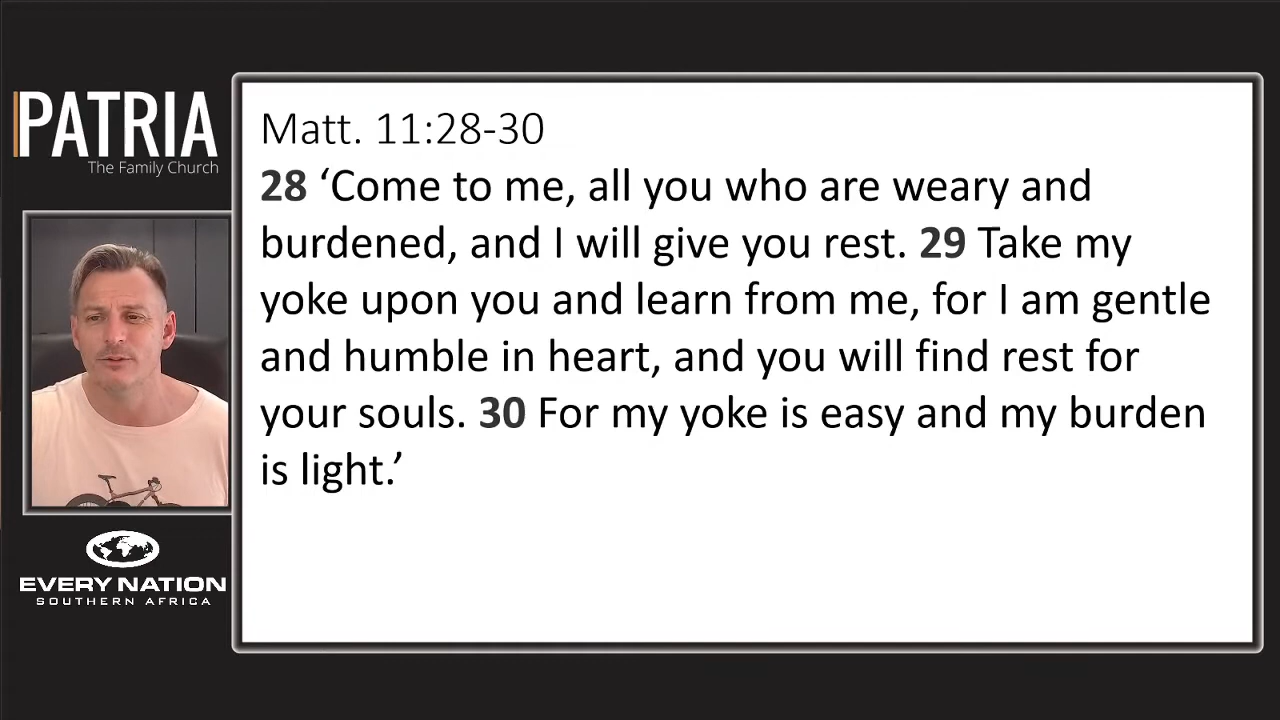 PATRIA
The Family Church
EVERY NATION
SOUTHERN AFRICA
Matt. 11:28-30
28 ‘Come to me, all you who are weary and
burdened, and I will give you rest. 29 Take my
yoke upon you and learn from me, for I am gentle
and humble in heart, and you will find rest for
your souls. 30 For my yoke is easy and my burden
is light.’